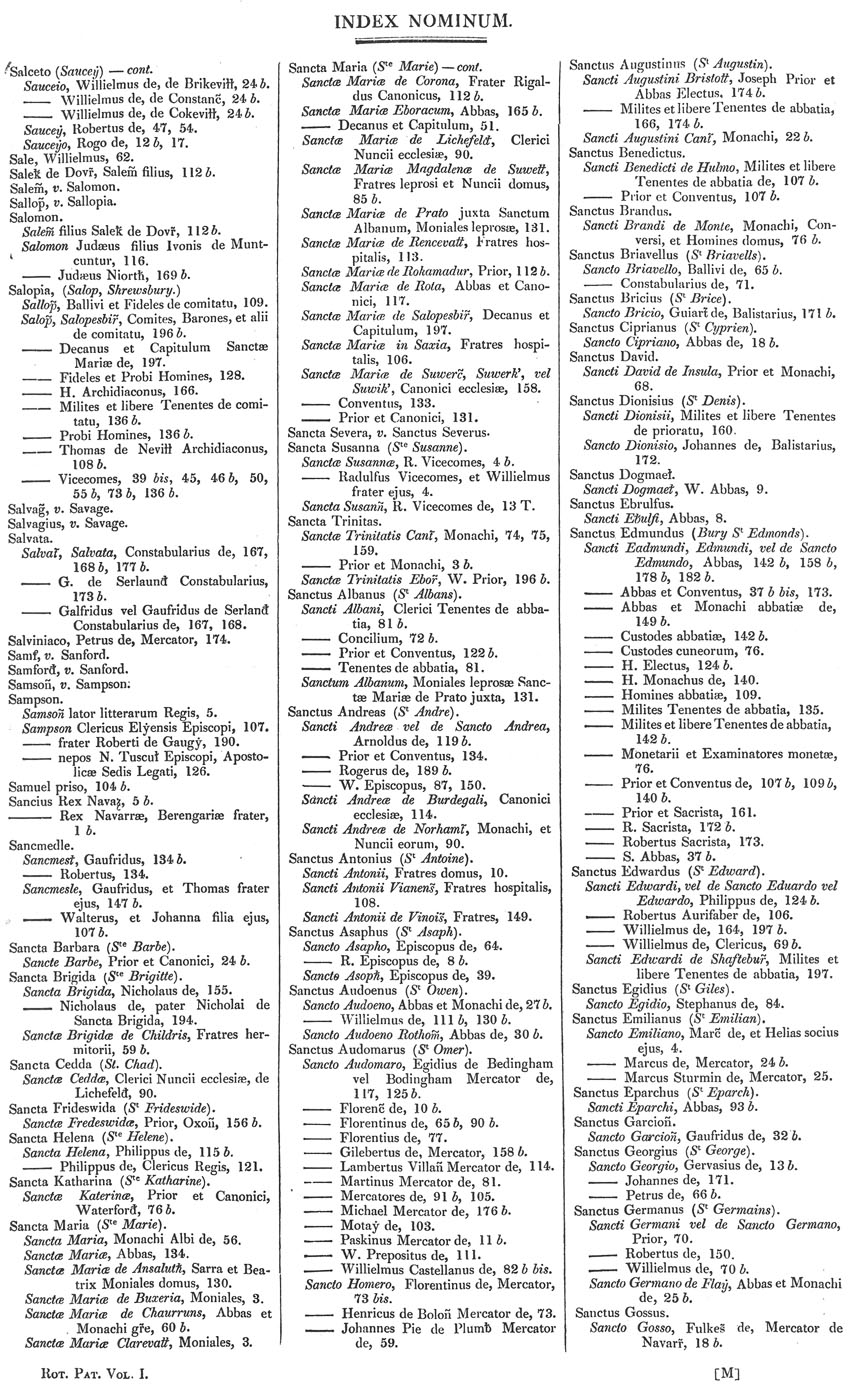 INDEX NOMINUM.
Salceto (Saucey) — cont.
Sauceio, Willielmus de, de Brikevitt, 24 b.
—— Willielmus de, de Constanc̃, 24 b.
—— Willielmus de, de Cokevitt, 24 b.
Saucey, Robertus de, 47, 54.
Sauceyo, Rogo de, 12 b, 17.
Sale, Willielmus, 62.
Salek de Dovr̃, Salem̃ filius, 112 b.
Salem̃, v. Salomon.
Sallop̃, v. Sallopia.
Salomon.
Salem̃ filius Salek de Dovr̃, 112 b.
Salomon Judæus filius Ivonis de Munt-
cuntur, 116.
—— Judæus Niorth, 169 b.
Salopia, (Salop, Shrewsbury.)
Sallop̃, Ballivi et Fideles de comitatu, 109.
Salop̃, Salopesbir̃, Comites, Barones, et alii
de comitatu, 196 b.
—— Decanus et Capitulum Sanctæ
Mariæ de, 197.
—— Fideles et Probi Homines, 128.
—— H. Archidiaconus, 166.
—— Milites et libere Tenentes de comi-
tatu, 136 b.
—— Probi Homines, 136 b.
—— Thomas de Nevitt Archidiaconus,
108 b.
—— Vicecomes, 39 bis, 45, 46 b, 50,
55 b, 73 b, 136 b.
Salvag̃, v. Savage.
Salvagius, v. Savage.
Salvata.
Salvat̃, Salvata, Constabularius de, 167,
168 b, 177 b.
—— G. de Serlaund Constabularius,
173 b.
—— Galfridus vel Gaufridus de Serland
Constabularius de, 167, 168.
Salviniaco, Petrus de, Mercator, 174.
Samf, v. Sanford.
Samford, v. Sanford.
Samson̄, v. Sampson.
Sampson.
Samson̄ lator litterarum Regis, 5.
Sampson Clericus Elyensis Episcopi, 107.
—— frater Roberti de Gaugy, 190.
—— nepos N. Tuscut Episcopi, Aposto-
licæ Sedis Legati, 126.
Samuel priso, 104 b.
Sancius Rex Navar̃, 5 b.
—— Rex Navarræ, Berengariæ frater,
1 b.
Sancmedle.
Sancmest, Gaufridus, 134 b.
—— Robertus, 134.
Sancmesle, Gaufridus, et Thomas frater
ejus, 147 b.
—— Walterus, et Johanna filia ejus,
107 b.
Sancta Barbara (Ste Barbe).
Sancte Barbe, Prior et Canonici, 24 b.
Sancta Brigida (Ste Brigitte).
Sancta Brigida, Nicholaus de, 155.
—— Nicholaus de, pater Nicholai de
Sancta Brigida, 194.
Sanctæ Brigidæ de Childris, Fratres her-
mitorii, 59 b.
Sancta Cedda (St. Chad).
Sanctæ Ceddæ, Clerici Nuncii ecclesiæ, de
Lichefeld, 90.
Sancta Frideswida (St Frideswide).
Sanctæ Fredeswidæ, Prior, Oxon̄, 156 b.
Sancta Helena (Ste Helene).
Sancta Helena, Philippus de, 115 b.
—— Philippus de, Clericus Regis, 121.
Sancta Katharina (Ste Katharine).
Sanctæ Katerinæ, Prior et Canonici,
Waterford, 76 b.
Sancta Maria (Ste Marie).
Sancta Maria, Monachi Albi de, 56.
Sanctæ Mariæ, Abbas, 134.
Sanctæ Mariæ de Ansaluth, Sarra et Bea-
trix Moniales domus, 130.
Sanctæ Mariæ de Buxeria, Moniales, 3.
Sanctæ Mariæ de Chaurruns, Abbas et
Monachi gr̃e, 60 b.
Sanctæ Mariæ Clarevatt, Moniales, 3.
Sancta Maria (Ste Marie) — cont.
Sanctæ Mariæ de Corona, Frater Rigal-
dus Canonicus, 112 b.
Sanctæ Mariæ Eboracum, Abbas, 165 b.
—— Decanus et Capitulum, 51.
Sanctæ Mariæ de Lichefeld, Clerici
Nuncii ecclesiæ, 90.
Sanctæ Mariæ Magdalenæ de Suwett,
Fratres leprosi et Nuncii domus,
85 b.
Sanctæ Mariæ de Prato juxta Sanctum
Albanum, Moniales leprosæ, 131.
Sanctæ Mariæ de Rencevatt, Fratres hos-
pitalis, 113.
Sanctæ Mariæ de Rohamadur, Prior, 112 b.
Sanctæ Mariæ de Rota, Abbas et Cano-
nici, 117.
Sanctæ Mariæ de Salopesbir̃, Decanus et
Capitulum, 197.
Sanctæ Mariæ in Saxia, Fratres hospi-
talis, 106.
Sanctæ Mariæ de Suwerc̃, Suwerk', vel
Suwik', Canonici ecclesiæ, 158.
—— Conventus, 133.
—— Prior et Canonici, 131.
Sancta Severa, v. Sanctus Severus.
Sancta Susanna (Ste Susanne).
Sanctæ Susannæ, R. Vicecomes, 4 b.
—— Radulfus Vicecomes, et Willielmus
frater ejus, 4.
Sancta Susann̄, R. Vicecomes de, 13 T.
Sancta Trinitas.
Sanctæ Trinitatis Cant̃, Monachi, 74, 75,
159.
—— Prior et Monachi, 3 b.
Sanctæ Trinitatis Ebor̃, W. Prior, 196 b.
Sanctus Albanus (St Albans).
Sancti Albani, Clerici Tenentes de abba-
tia, 81 b.
—— Concilium, 72 b.
—— Prior et Conventus, 122 b.
—— Tenentes de abbatia, 81.
Sanctum Albanum, Moniales leprosæ Sanc-
tæ Mariæ de Prato juxta, 131.
Sanctus Andreas (St Andre).
Sancti Andreæ vel de Sancto Andrea,
Arnoldus de, 119 b.
—— Prior et Conventus, 134.
—— Rogerus de, 189 b.
—— W. Episcopus, 87, 150.
Sancti Andreæ de Burdegali, Canonici
ecclesiæ, 114.
Sancti Andreæ de Norham̃, Monachi, et
Nuncii eorum, 90.
Sanctus Antonius (St Antoine).
Sancti Antonii, Fratres domus, 10.
Sancti Antonii Vianens̃, Fratres hospitalis,
108.
Sancti Antonii de Vinois̃, Fratres, 149.
Sanctus Asaphus (St Asaph).
Sancto Asapho, Episcopus de, 64.
—— R. Episcopus de, 8 b.
Sancto Asoph, Episcopus de, 39.
Sanctus Audoenus (St Owen).
Sancto Audoeno, Abbas et Monachi de, 27 b.
—— Willielmus de, 111 b, 130 b.
Sancto Audoeno Rothom̃, Abbas de, 30 b.
Sanctus Audomarus (St Omer).
Sancto Audomaro, Egidius de Bedingham
vel Bodingham Mercator de,
117, 125 b.
—— Florenc̃ de, 10 b.
—— Florentinus de, 65 b, 90 b.
—— Florentius de, 77.
—— Gilebertus de, Mercator, 158 b.
—— Lambertus Villan̄ Mercator de, 114.
—— Martinus Mercator de, 81.
—— Mercatores de, 91 b, 105.
—— Michael Mercator de, 176 b.
—— Motay de, 103.
—— Paskinus Mercator de, 11 b.
—— W. Prepositus de, 111.
—— Willielmus Castellanus de, 82 b bis.
Sancto Homero, Florentinus de, Mercator,
73 bis.
—— Henricus de Bolon̄ Mercator de, 73.
—— Johannes Pie de Plumb Mercator
de, 59.
Sanctus Augustinus (St Augustin).
Sancti Augustini Bristott, Joseph Prior et
Abbas Electus, 174 b.
—— Milites et libere Tenentes de abbatia,
166, 174 b.
Sancti Augustini Cant̃, Monachi, 22 b.
Sanctus Benedictus.
Sancti Benedicti de Hulmo, Milites et libere
Tenentes de abbatia de, 107 b.
—— Prior et Conventus, 107 b.
Sanctus Brandus.
Sancti Brandi de Monte, Monachi, Con-
versi, et Homines domus, 76 b.
Sanctus Briavellus (St Briavells).
Sancto Briavello, Ballivi de, 65 b.
—— Constabularius de, 71.
Sanctus Bricius (St Brice).
Sancto Bricio, Guiart de, Balistarius, 171 b.
Sanctus Ciprianus (St Cyprien).
Sancto Cipriano, Abbas de, 18 b.
Sanctus David.
Sancti David de Insula, Prior et Monachi,
68.
Sanctus Dionisius (St Denis).
Sancti Dionisii, Milites et libere Tenentes
de prioratu, 160.
Sancto Dionisio, Johannes de, Balistarius,
172.
Sanctus Dogmaet.
Sancti Dogmaet, W. Abbas, 9.
Sanctus Ebrulfus.
Sancti Ebulfi, Abbas, 8.
Sanctus Edmundus (Bury St Edmonds).
Sancti Eadmundi, Edmundi, vel de Sancto
Edmundo, Abbas, 142 b, 158 b,
178 b, 182 b.
—— Abbas et Conventus, 37 b bis, 173.
—— Abbas et Monachi abbatiæ de,
149 b.
—— Custodes abbatiæ, 142 b.
—— Custodes cuneorum, 76.
—— H. Electus, 124 b.
—— H. Monachus de, 140.
—— Homines abbatiæ, 109.
—— Milites Tenentes de abbatia, 135.
—— Milites et libere Tenentes de abbatia,
142 b.
—— Monetarii et Examinatores monetæ,
76.
—— Prior et Conventus de, 107 b, 109 b,
140 b.
—— Prior et Sacrista, 161.
—— R. Sacrista, 172 b.
—— Robertus Sacrista, 173.
—— S. Abbas, 37 b.
Sanctus Edwardus (St Edward).
Sancti Edwardi, vel de Sancto Eduardo vel
Edwardo, Philippus de, 124 b.
—— Robertus Aurifaber de, 106.
—— Willielmus de, 164, 197 b.
—— Willielmus de, Clericus, 69 b.
Sancti Edwardi de Shaftebur̃, Milites et
libere Tenentes de abbatia, 197.
Sanctus Egidius (St Giles).
Sancto Egidio, Stephanus de, 84.
Sanctus Emilianus (St Emilian).
Sancto Emiliano, Marc̃ de, et Helias socius
ejus, 4.
—— Marcus de, Mercator, 24 b.
—— Marcus Sturmin de, Mercator, 25.
Sanctus Eparchus (St Eparch).
Sancti Eparchi, Abbas, 93 b.
Sanctus Garcion̄.
Sancto Garcion̄, Gaufridus de, 32 b.
Sanctus Georgius (St George).
Sancto Georgio, Gervasius de, 13 b.
—— Johannes de, 171.
—— Petrus de, 66 b.
Sanctus Germanus (St Germains).
Sancti Germani vel de Sancto Germano,
Prior, 70.
—— Robertus de, 150.
—— Willielmus de, 70 b.
Sancto Germano de Flay, Abbas et Monachi
de, 25 b.
Sanctus Gossus.
Sancto Gosso, Fulkes̃ de, Mercator de
Navarr̃, 18 b.
ROT. PAT. VOL. I.
[M]